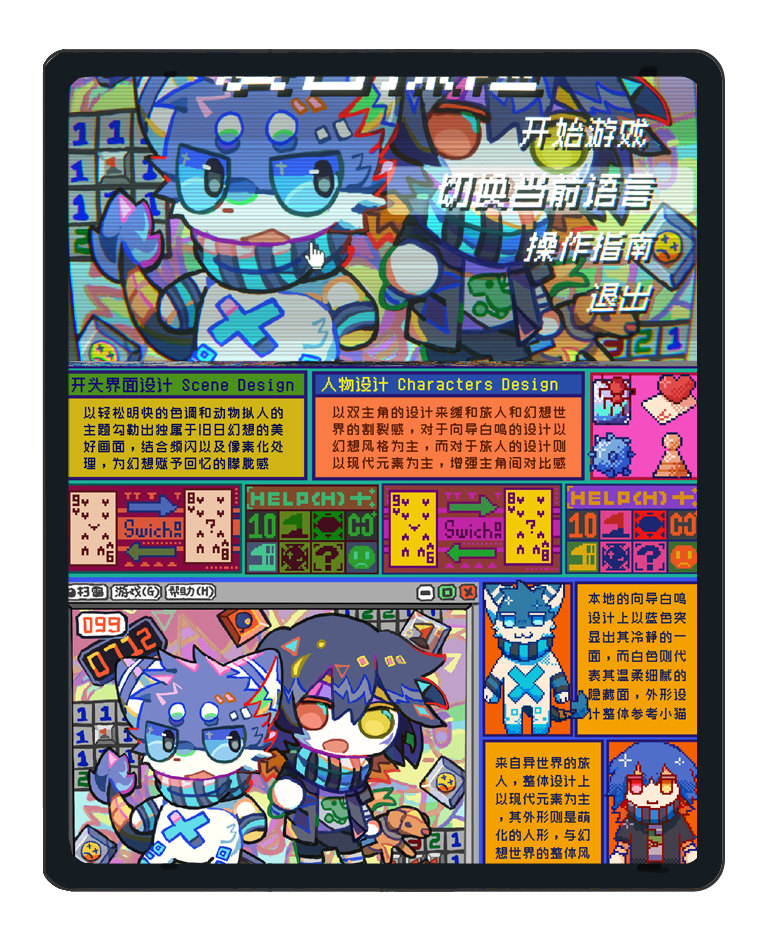 开始游戏
切换当前语言
操作指南
退出
开头界面设计 Scene Design
以轻松明快的色调和动物拟人的
主题勾勒出独属于旧日幻想的美
好画面，结合频闪以及像素化处
理，为幻想赋予回忆的朦胧感
人物设计 Characters Design
以双主角的设计来缓和旅人和幻想世
界的割裂感，对于向导白鸣的设计以
幻想风格为主，而对于旅人的设计则
以现代元素为主，增强主角间对比感
Swich
HELP(H)
10
GO
Swich
HELP(H)
10
GO
扫雷 游戏(G) 帮助(H)
099
0712
本地的向导白鸣
设计上以蓝色突
显出其冷静的一
面，而白色则代
表其温柔细腻的
隐藏面，外形设
计整体参考小猫
来自异世界的旅
人，整体设计上
以现代元素为主
，其外形则是萌
化的人形，与幻
想世界的整体风